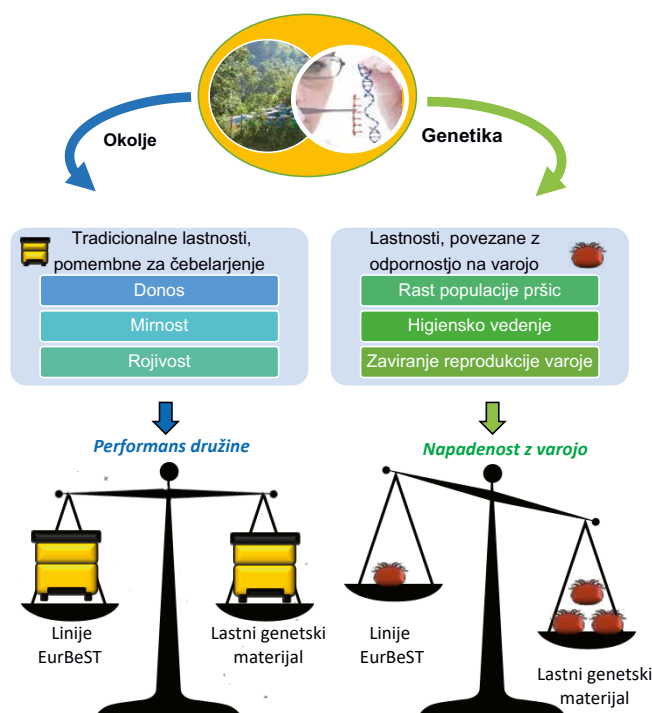 Okolje
Genetika
Tradicionalne lastnosti,
pomembne za čebelarjenje
Donos
Mirnost
Rojivost
Lastnosti, povezane z
odpornostjo na varojo
Rast populacije pršic
Higiensko vedenje
Zaviranje reprodukcije varoje
Performans družine
Napadenost z varojo
Linije
EurBeST
Lastni genetski
materijal
Linije
EurBeST
Lastni genetski
materijal